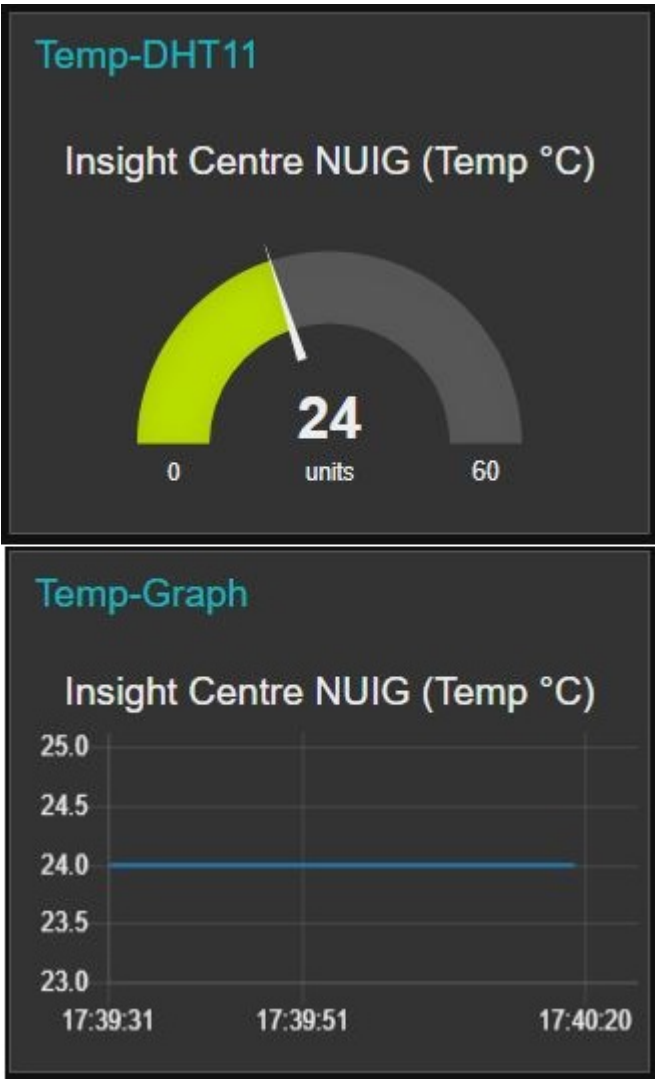 Temp-DHT11
Insight Centre NUIG (Temp °C)
24
0 units 60
Temp-Graph
Insight Centre NUIG (Temp °C)
25.0
24.5
24.0
23.5
23.0
17:39:31 17:39:51 17:40:20